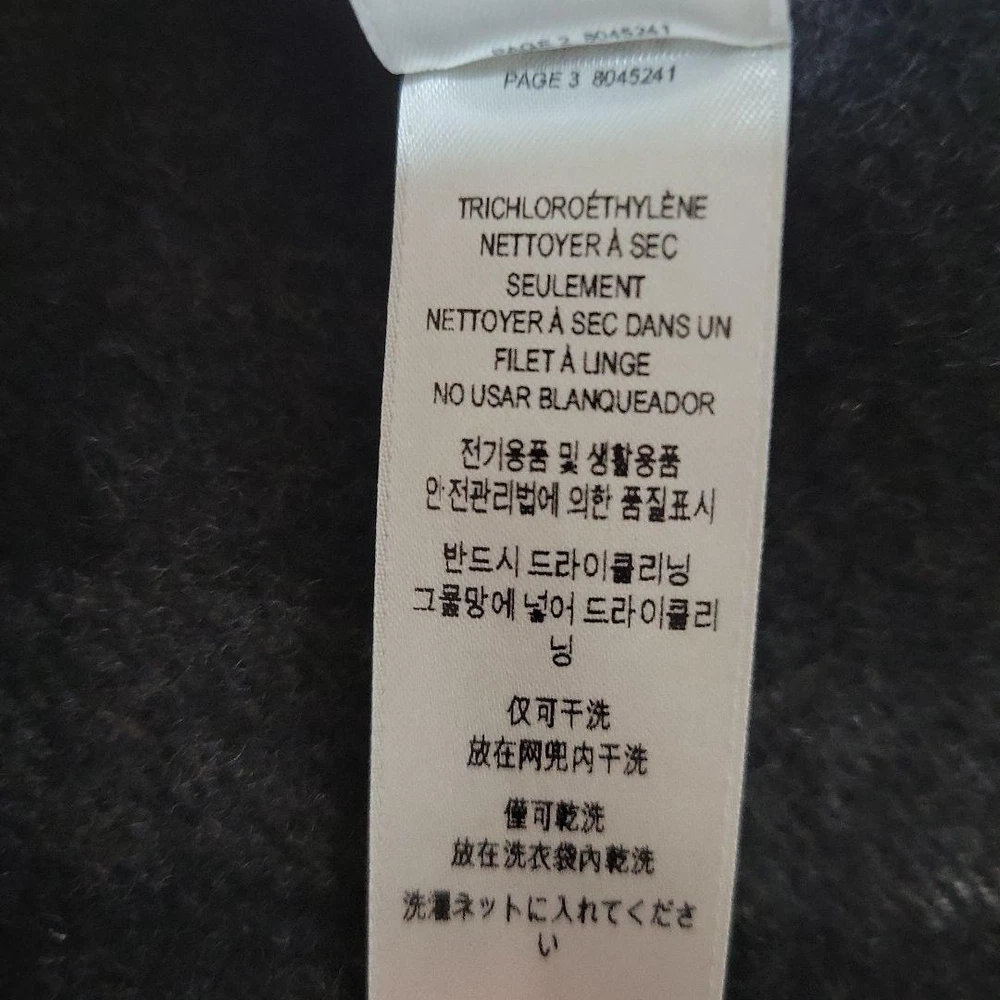 PAGE 2 8045241
PAGE 3 8045241
TRICHLOROÉTHYLÈNE
NETTOYER À SEC
SEULEMENT
NETTOYER À SEC DANS UN
FILET À LINGE
NO USAR BLANQUEADOR
전기용품 및 생활용품
안전관리법에 의한 품질표시
반드시 드라이클리닝
그물망에 넣어 드라이클리
닝
仅可干洗
放在网兜内干洗
僅可乾洗
放在洗衣袋內乾洗
洗濯ネットに入れてくださ
い